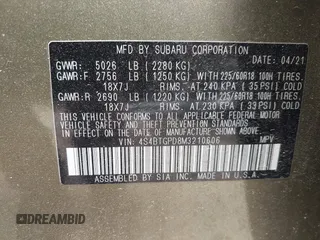 MFD BY SUBARU CORPORATION 04/21
GVWR: 5026 LB (2280 KG)
GAWR:F 2756 LB (1250 KG) WITH 225/60R18 100H TIRES,
18X7J RIMS AT 240 KPA (35 PSI) COLD
GAWR:R 2690 LB (1220 KG) WITH 225/60R18 100H TIRES,
18X7J RIMS AT 230 KPA (33 PSI) COLD
THIS VEHICLE CONFORMS TO ALL APPLICABLE FEDERAL MOTOR
VEHICLE SAFETY BUMPER AND THEFT PREVENTION STANDARDS
IN EFFECT ON THE DATE OF MANUFACTURE SHOWN ABOVE.
VIN: 4S4BTGPD8M3210606 MPV
ASSEMBLED BY SIA INC. MADE IN U.S.A.
DREAMBID